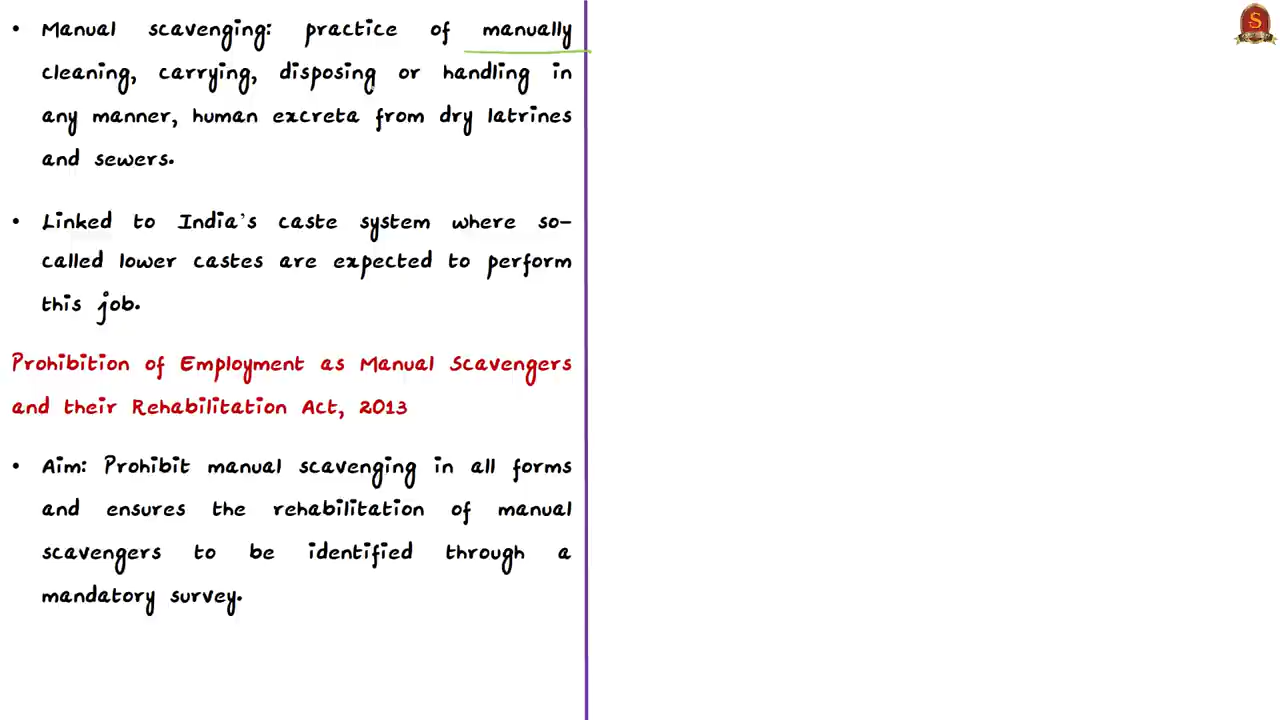 • Manual scavenging: practice of manually
cleaning, carrying, disposing or handling in
any manner, human excreta from dry latrines
and sewers.
• Linked to India's caste system where so-
called lower castes are expected to perform
this job.
Prohibition of Employment as Manual Scavengers
and their Rehabilitation Act, 2013
• Aim: Prohibit manual scavenging in all forms
and ensures the rehabilitation of manual
scavengers to be identified through a
mandatory survey.
S